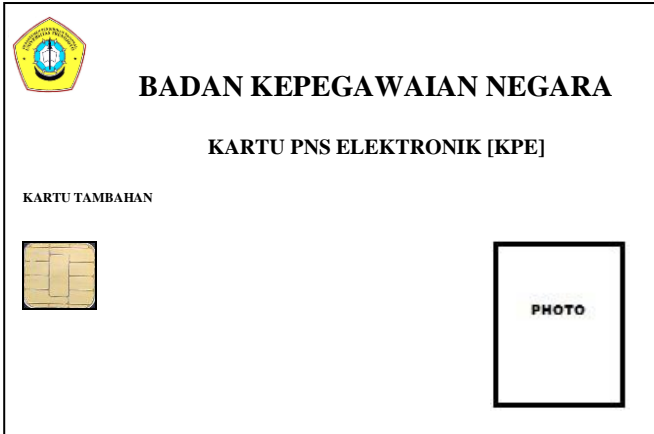 BADAN KEPEGAWAIAN NEGARA
KARTU PNS ELEKTRONIK [KPE]
KARTU TAMBAHAN
PHOTO